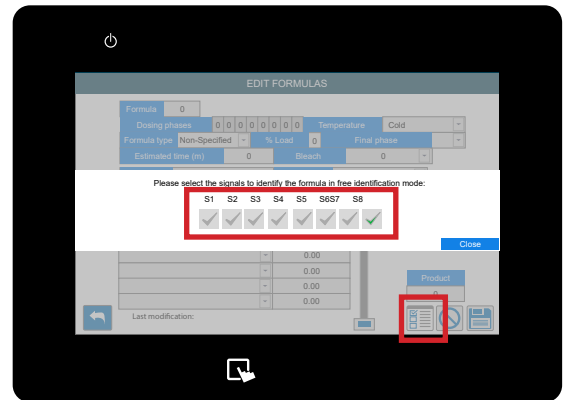 EDIT FORMULAS
Formula 0
Dosing phases 0 0 0 0 0 0 0 0 Temperature Cold
Formula type Non-Specified % Load 0 Final phase
Estimated time (m) 0 Bleach 0
Please select the signals to identify the formula in free identification mode:
S1 S2 S3 S4 S5 S6S7 S8
Close
0.00
0.00
0.00
0.00
Product
Last modification: